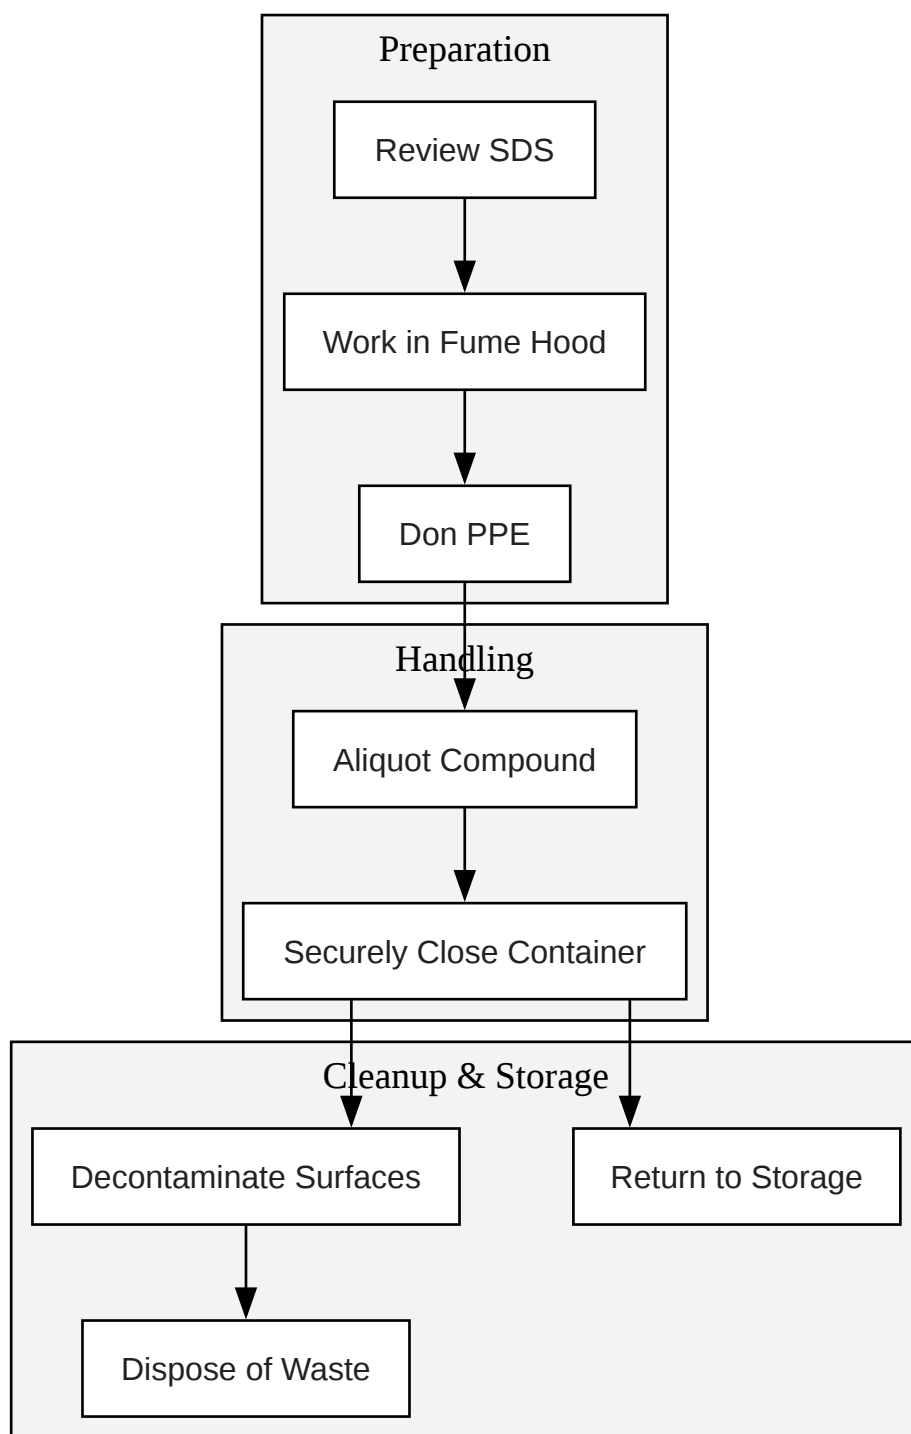 Preparation
Review SDS
Work in Fume Hood
Don PPE
Handling
Aliquot Compound
Securely Close Container
Cleanup & Storage
Decontaminate Surfaces
Return to Storage
Dispose of Waste